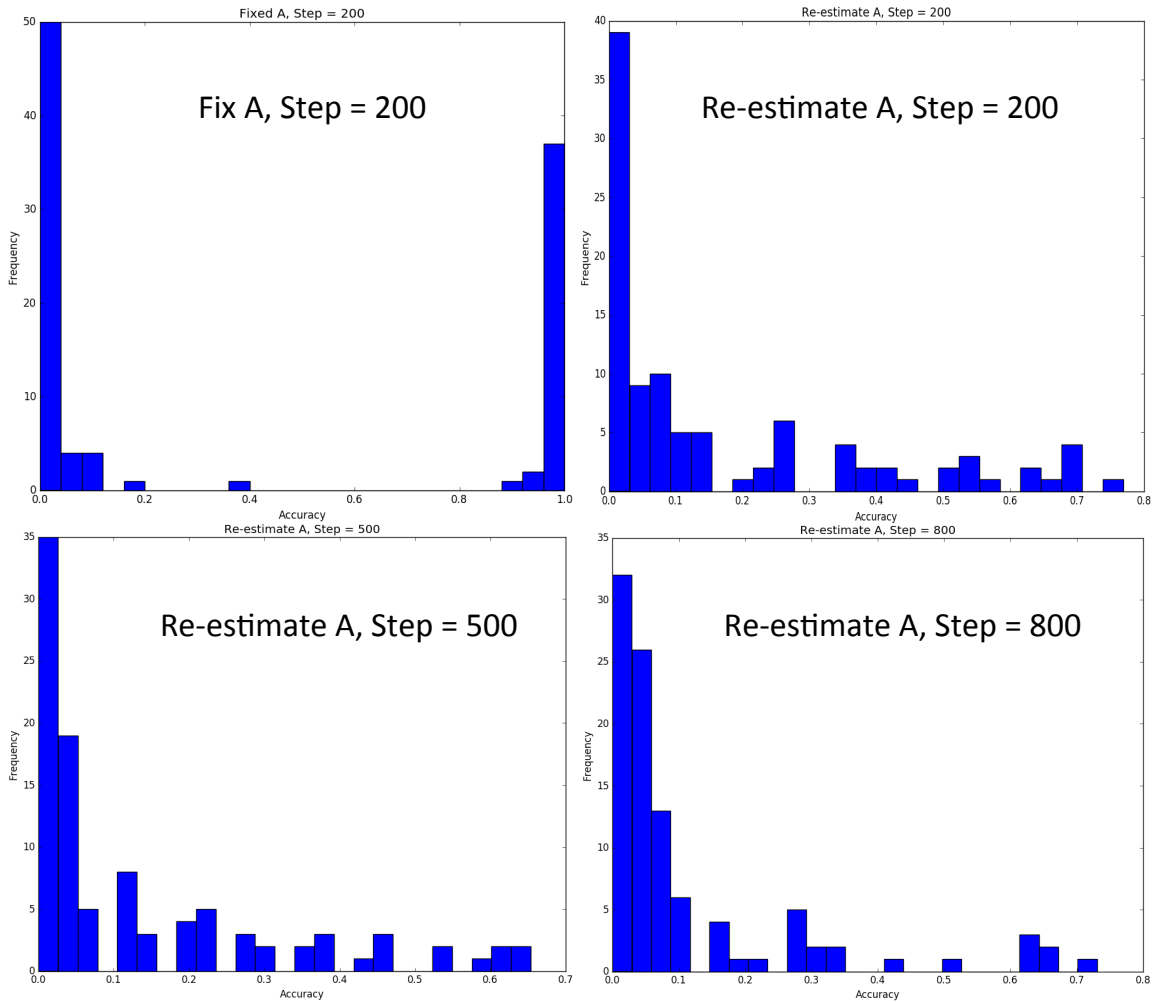 Fixed A, Step = 200
Fix A, Step = 200
Frequency
50
40
30
20
10
0
0.0 0.2 0.4 0.6 0.8 1.0
Accuracy
Re-estimate A, Step = 200
Re-estimate A, Step = 200
Frequency
40
35
30
25
20
15
10
5
0
0.0 0.1 0.2 0.3 0.4 0.5 0.6 0.7 0.8
Accuracy
Re-estimate A, Step = 500
Re-estimate A, Step = 500
Frequency
35
30
25
20
15
10
5
0
0.0 0.1 0.2 0.3 0.4 0.5 0.6 0.7
Accuracy
Re-estimate A, Step = 800
Re-estimate A, Step = 800
Frequency
35
30
25
20
15
10
5
0
0.0 0.1 0.2 0.3 0.4 0.5 0.6 0.7 0.8
Accuracy